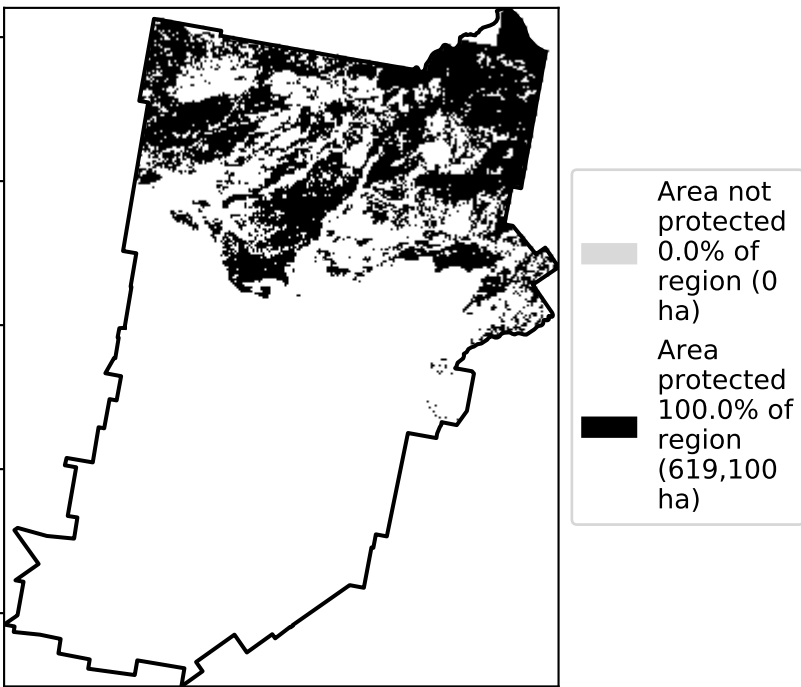 Area not
protected
0.0% of
region (0
ha)
Area
protected
100.0% of
region
(619,100
ha)